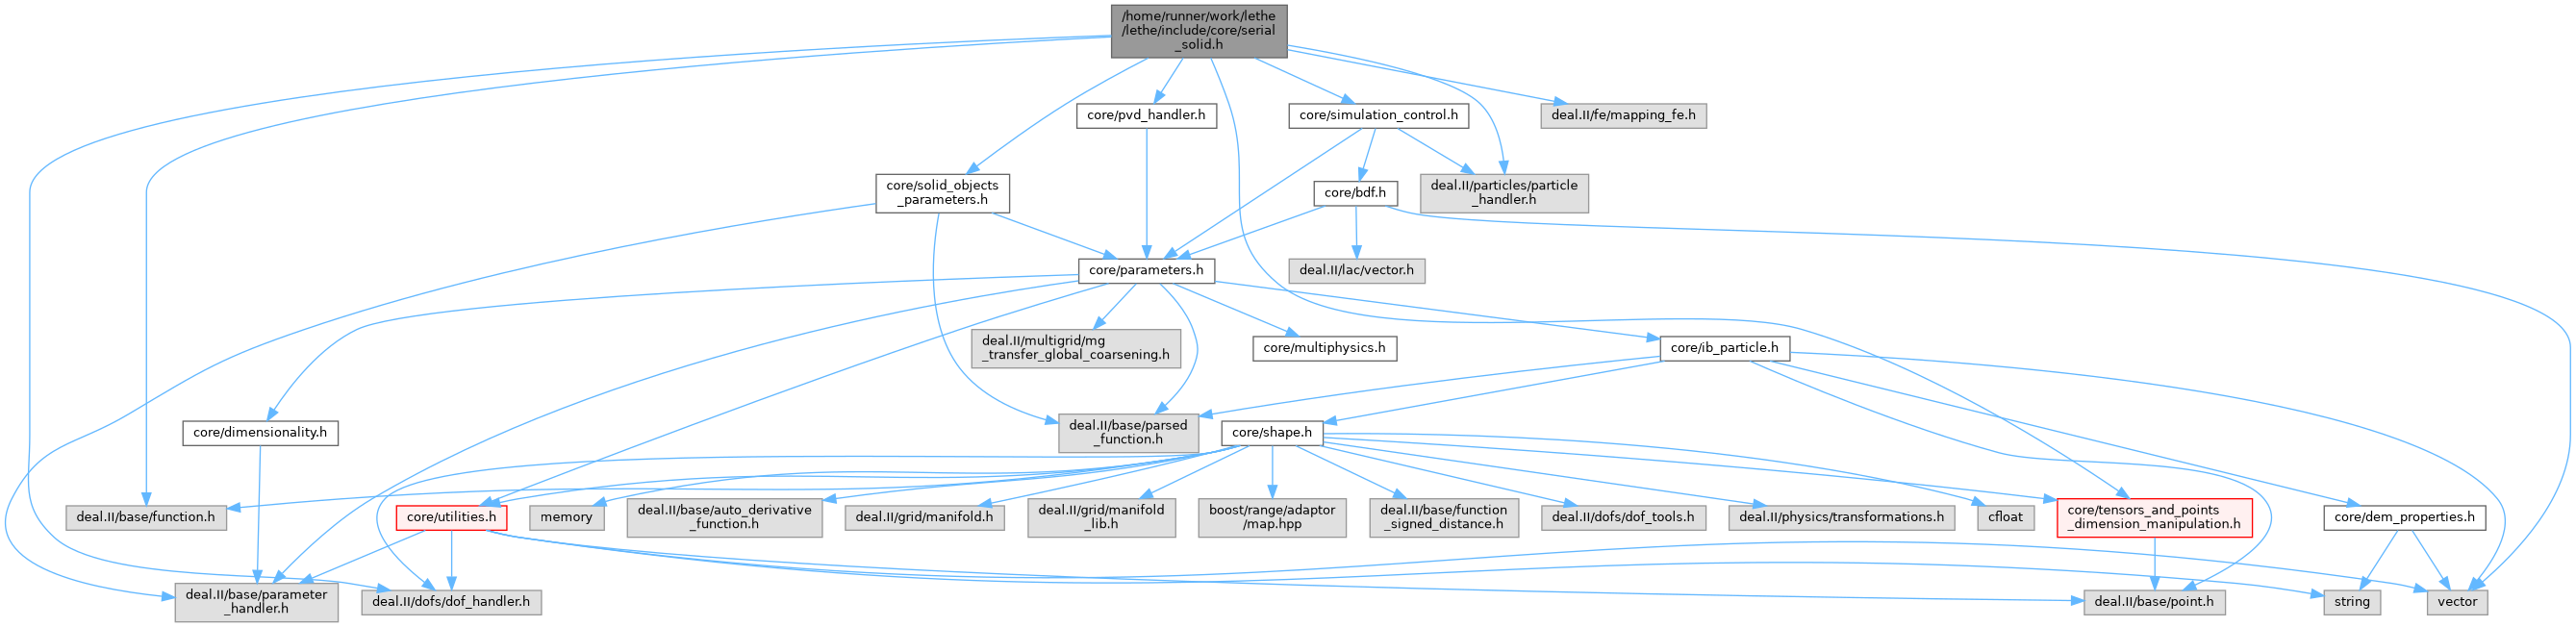 /home/runner/work/lethe
/lethe/include/core/serial
_solid.h
core/pvd_handler.h
core/simulation_control.h
deal.II/fe/mapping_fe.h
core/solid_objects
_parameters.h
core/bdf.h
deal.II/particles/particle
_handler.h
core/parameters.h
deal.II/lac/vector.h
deal.II/multigrid/mg
_transfer_global_coarsening.h
core/multiphysics.h
core/ib_particle.h
core/dimensionality.h
deal.II/base/parsed
_function.h
core/shape.h
deal.II/base/function.h
core/utilities.h
memory
deal.II/base/auto_derivative
_function.h
deal.II/grid/manifold.h
deal.II/grid/manifold
_lib.h
boost/range/adaptor
/map.hpp
deal.II/base/function
_signed_distance.h
deal.II/dofs/dof_tools.h
deal.II/physics/transformations.h
cfloat
core/tensors_and_points
_dimension_manipulation.h
core/dem_properties.h
deal.II/base/parameter
_handler.h
deal.II/dofs/dof_handler.h
deal.II/base/point.h
string
vector